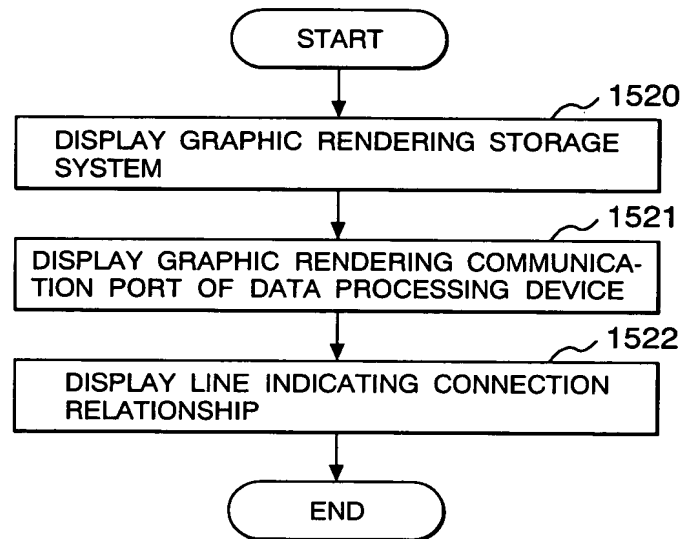 START
1520
DISPLAY GRAPHIC RENDERING STORAGE
SYSTEM
1521
DISPLAY GRAPHIC RENDERING COMMUNICA-
TION PORT OF DATA PROCESSING DEVICE
1522
DISPLAY LINE INDICATING CONNECTION
RELATIONSHIP
END